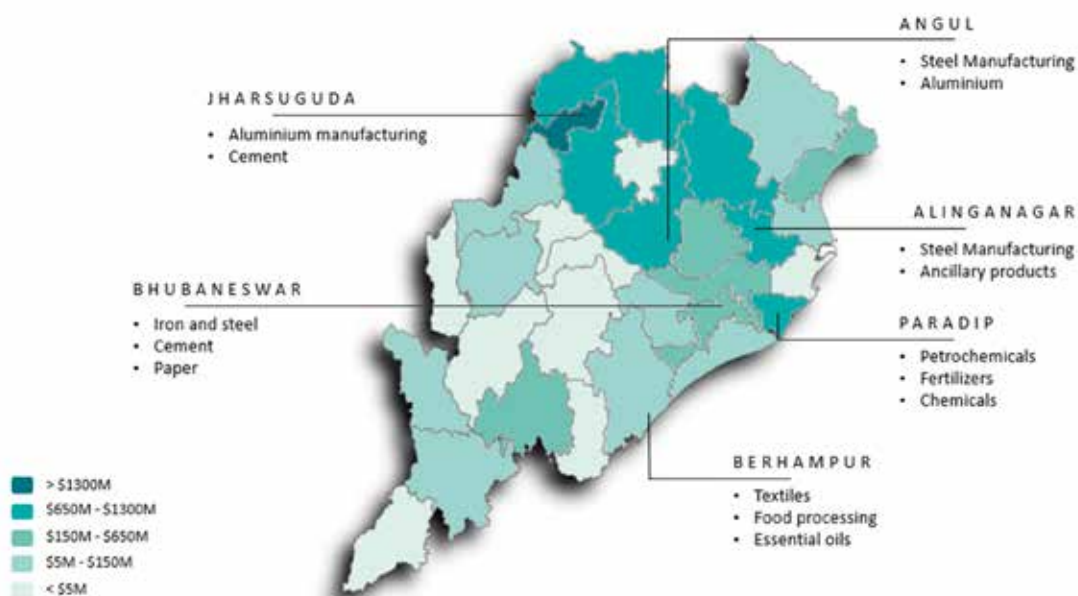 ANGUL
• Steel Manufacturing
• Aluminium
JHARSUGUDA
• Aluminium manufacturing
• Cement
ALINGANAGAR
• Steel Manufacturing
• Ancillary products
BHUBANESWAR
• Iron and steel
• Cement
• Paper
PARADIP
• Petrochemicals
• Fertilizers
• Chemicals
BERHAMPUR
• Textiles
• Food processing
• Essential oils
> $1300M
$650M - $1300M
$150M - $650M
$5M - $150M
< $5M